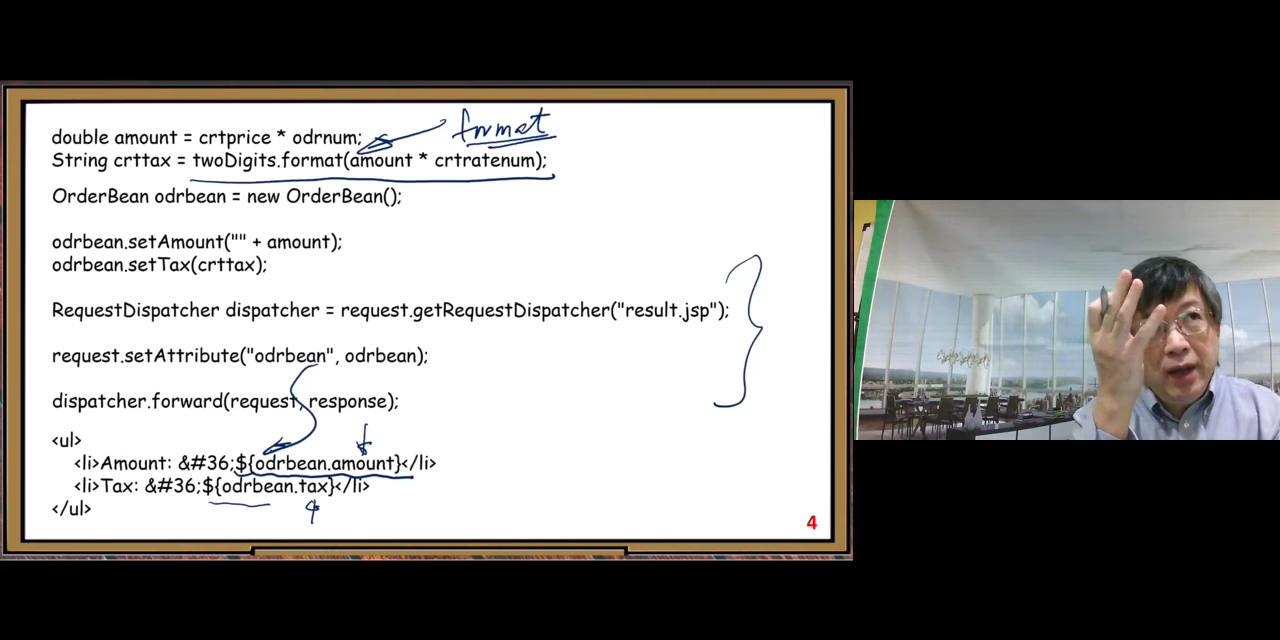 format
double amount = crtprice * odrnum;
String crttax = twoDigits.format(amount * crtratenum);
OrderBean odrbean = new OrderBean();
odrbean.setAmount("" + amount);
odrbean.setTax(crttax);
RequestDispatcher dispatcher = request.getRequestDispatcher("result.jsp");
request.setAttribute("odrbean", odrbean);
dispatcher.forward(request, response);
<ul>
<li>Amount: &#36;${odrbean.amount}</li>
<li>Tax: &#36;${odrbean.tax}</li>
</ul>
4